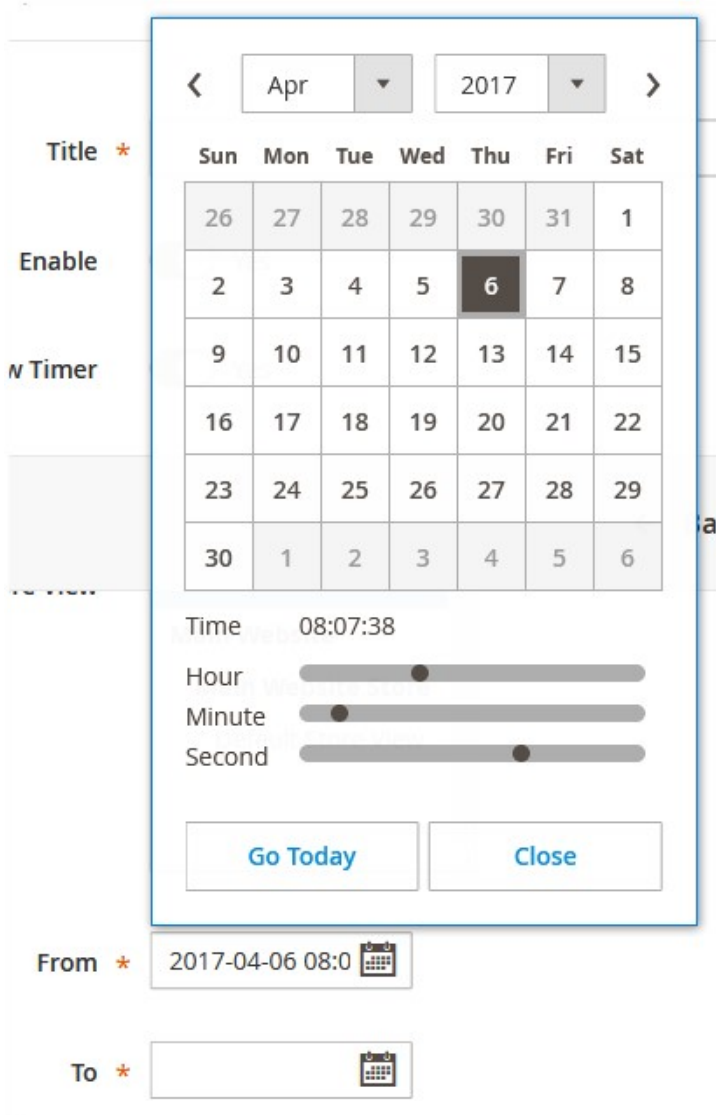 Apr 2017
Title *
Sun Mon Tue Wed Thu Fri Sat
26 27 28 29 30 31 1
Enable
2 3 4 5 6 7 8
w Timer
9 10 11 12 13 14 15
16 17 18 19 20 21 22
23 24 25 26 27 28 29
30 1 2 3 4 5 6
Time 08:07:38
Hour
Minute
Second
Go Today Close
From * 2017-04-06 08:0
To *